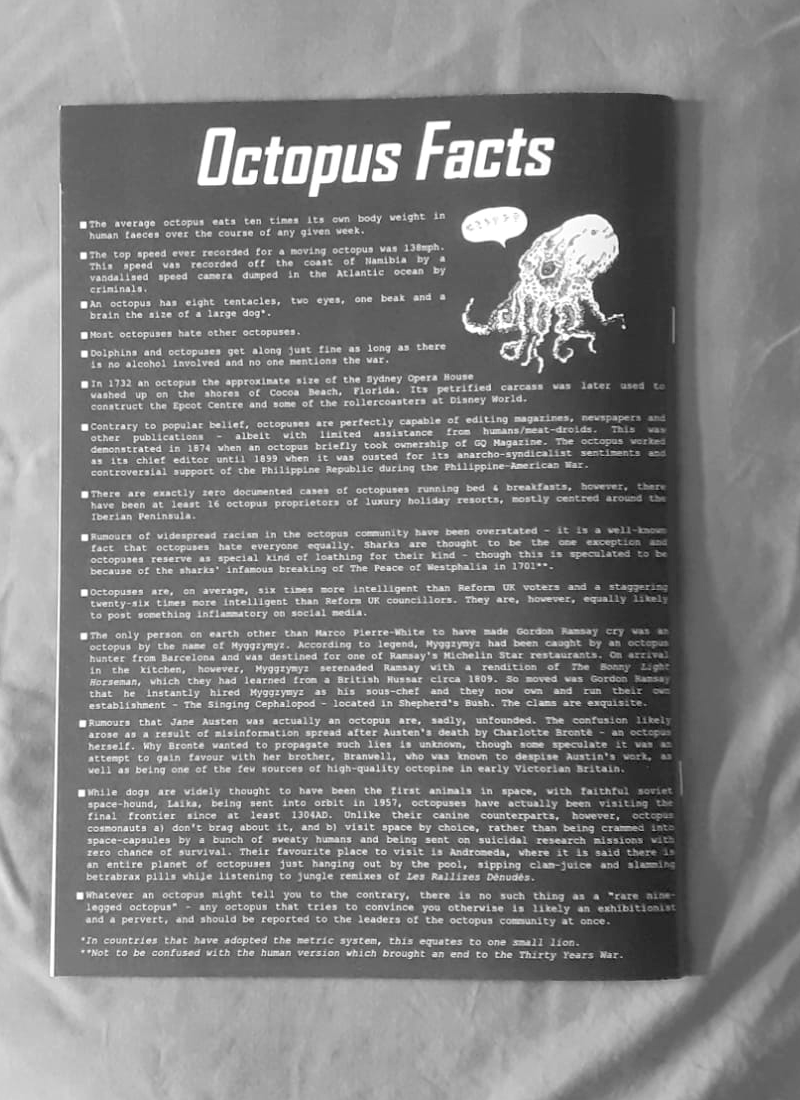 Octopus Facts
■The average octopus eats ten times its own body weight in
human faeces over the course of any given week.
■The top speed ever recorded for a moving octopus was 138mph.
This speed was recorded off the coast of Namibia by a
vandalised speed camera dumped in the Atlantic ocean by
criminals.
■An octopus has eight tentacles, two eyes, one beak and a
brain the size of a large dog*.
■Most octopuses hate other octopuses.
■Dolphins and octopuses get along just fine as long as there
is no alcohol involved and no one mentions the war.
■In 1732 an octopus the approximate size of the Sydney Opera House
washed up on the shores of Cocoa Beach, Florida. Its petrified carcass was later used to
construct the Epcot Centre and some of the rollercoasters at Disney World.
■Contrary to popular belief, octopuses are perfectly capable of editing magazines, newspapers and
other publications - albeit with limited assistance from humans/meat-droids. This was
demonstrated in 1874 when an octopus briefly took ownership of GQ Magazine. The octopus worked
as its chief editor until 1899 when it was ousted for its anarcho-syndicalist sentiments and
controversial support of the Philippine Republic during the Philippine-American War.
■There are exactly zero documented cases of octopuses running bed & breakfasts, however, there
have been at least 16 octopus proprietors of luxury holiday resorts, mostly centred around the
Iberian Peninsula.
■Rumours of widespread racism in the octopus community have been overstated - it is a well-known
fact that octopuses hate everyone equally. Sharks are thought to be the one exception and
octopuses reserve as special kind of loathing for their kind - though this is speculated to be
because of the sharks' infamous breaking of The Peace of Westphalia in 1701**.
■Octopuses are, on average, six times more intelligent than Reform UK voters and a staggering
twenty-six times more intelligent than Reform UK councillors. They are, however, equally likely
to post something inflammatory on social media.
■The only person on earth other than Marco Pierre-White to have made Gordon Ramsay cry was an
octopus by the name of Myggzymyz. According to legend, Myggzymyz had been caught by an octopus
hunter from Barcelona and was destined for one of Ramsay's Michelin Star restaurants. On arrival
in the kitchen, however, Myggzymyz serenaded Ramsay with a rendition of The Bonny Light
Horseman, which they had learned from a British Hussar circa 1809. So moved was Gordon Ramsay
that he instantly hired Myggzymyz as his sous-chef and they now own and run their own
establishment - The Singing Cephalopod - located in Shepherd's Bush. The clams are exquisite.
■Rumours that Jane Austen was actually an octopus are, sadly, unfounded. The confusion likely
arose as a result of misinformation spread after Austen's death by Charlotte Brontë - an octopus
herself. Why Brontë wanted to propagate such lies is unknown, though some speculate it was an
attempt to gain favour with her brother, Branwell, who was known to despise Austin's work, as
well as being one of the few sources of high-quality octopine in early Victorian Britain.
■While dogs are widely thought to have been the first animals in space, with faithful soviet
space-hound, Laika, being sent into orbit in 1957, octopuses have actually been visiting the
final frontier since at least 1304AD. Unlike their canine counterparts, however, octopus
cosmonauts a) don't brag about it, and b) visit space by choice, rather than being crammed into
space-capsules by a bunch of sweaty humans and being sent on suicidal research missions with
zero chance of survival. Their favourite place to visit is Andromeda, where it is said there is
an entire planet of octopuses just hanging out by the pool, sipping clam-juice and slamming
betrabrax pills while listening to jungle remixes of Les Rallizes Dénudés.
■Whatever an octopus might tell you to the contrary, there is no such thing as a "rare nine-
legged octopus" - any octopus that tries to convince you otherwise is likely an exhibitionist
and a pervert, and should be reported to the leaders of the octopus community at once.
*In countries that have adopted the metric system, this equates to one small lion.
**Not to be confused with the human version which brought an end to the Thirty Years War.